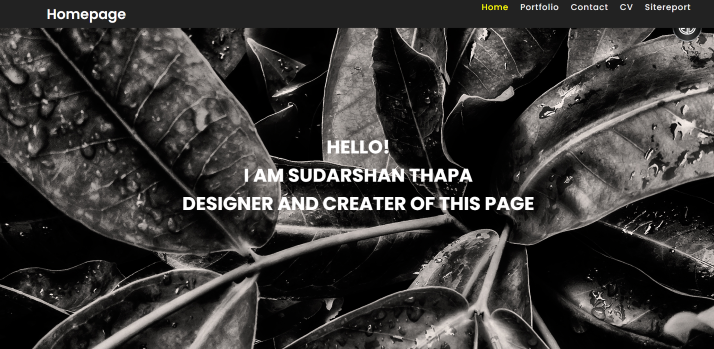 Homepage
Home Portfolio Contact CV Sitereport
HELLO!
I AM SUDARSHAN THAPA
DESIGNER AND CREATER OF THIS PAGE